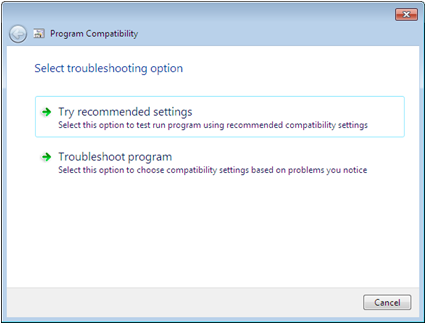 Program Compatibility
Select troubleshooting option
Try recommended settings
Select this option to test run program using recommended compatibility settings
Troubleshoot program
Select this option to choose compatibility settings based on problems you notice
Cancel